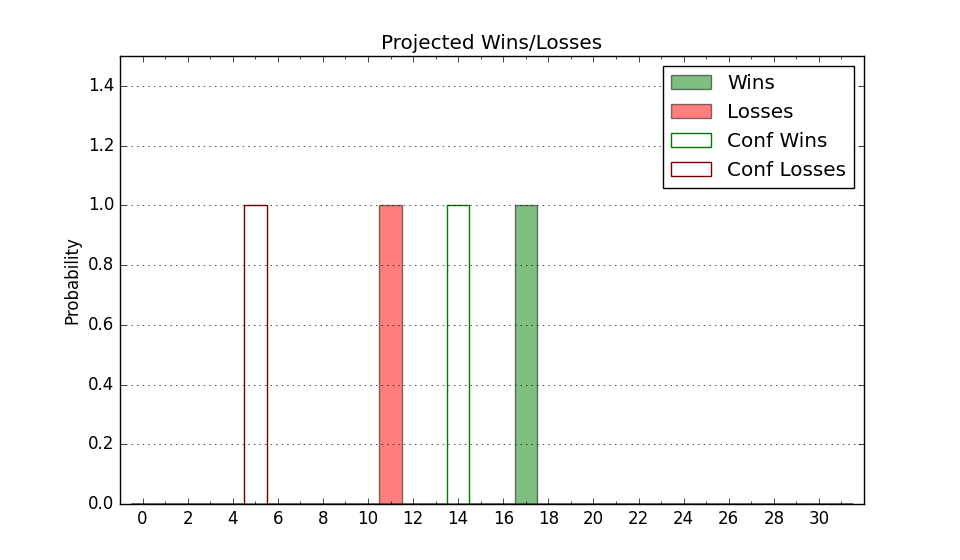 Projected Wins/Losses
Wins
Losses
Conf Wins
Conf Losses
Probability
1.4
1.2
1.0
0.8
0.6
0.4
0.2
0.0
0 2 4 6 8 10 12 14 16 18 20 22 24 26 28 30